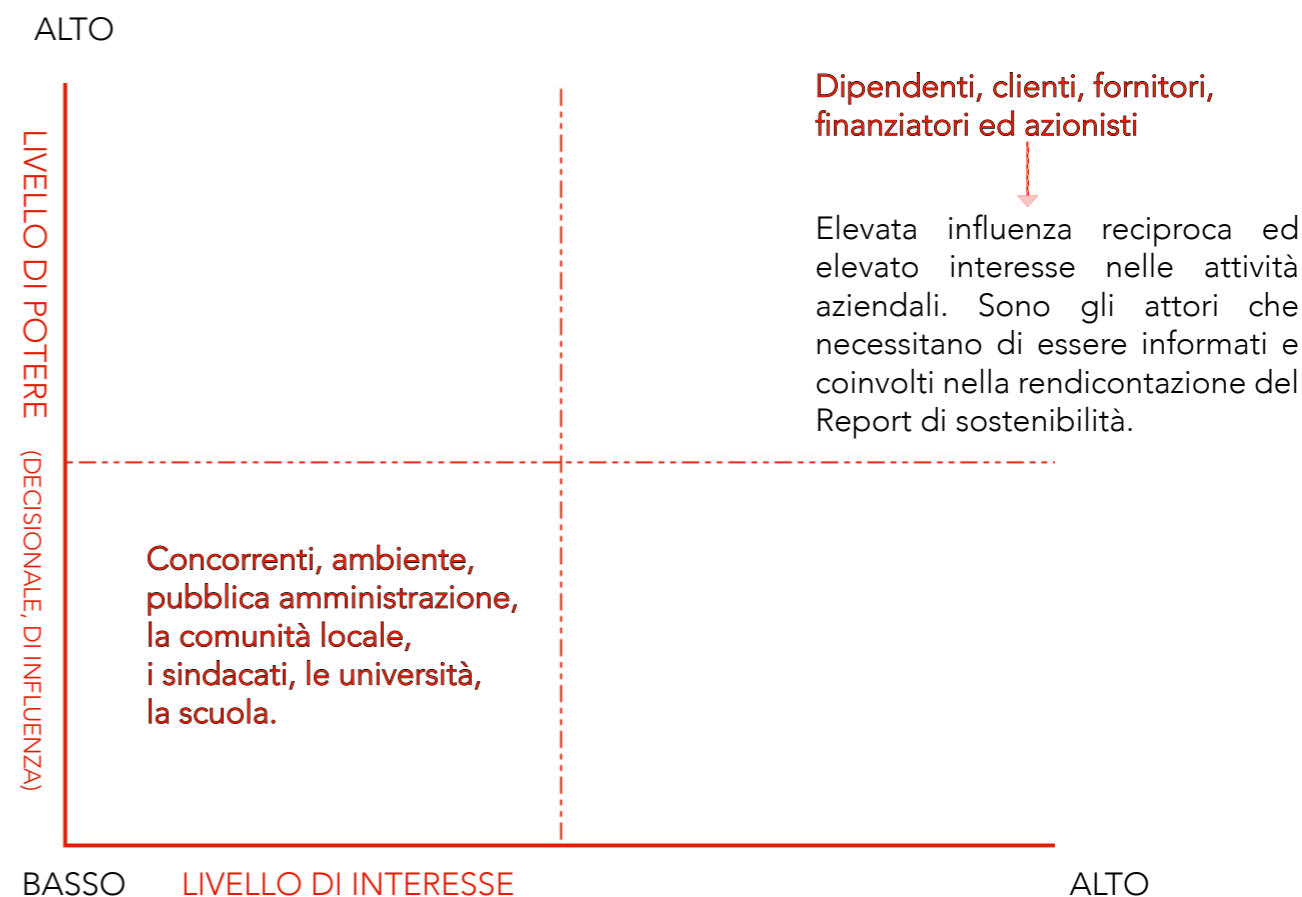 ALTO
LIVELLO DI POTERE (DECISIONALE, DI INFLUENZA)
Dipendenti, clienti, fornitori,
finanziatori ed azionisti
Elevata influenza reciproca ed
elevato interesse nelle attività
aziendali. Sono gli attori che
necessitano di essere informati e
coinvolti nella rendicontazione del
Report di sostenibilità.
Concorrenti, ambiente,
pubblica amministrazione,
la comunità locale,
i sindacati, le università,
la scuola.
BASSO LIVELLO DI INTERESSE ALTO